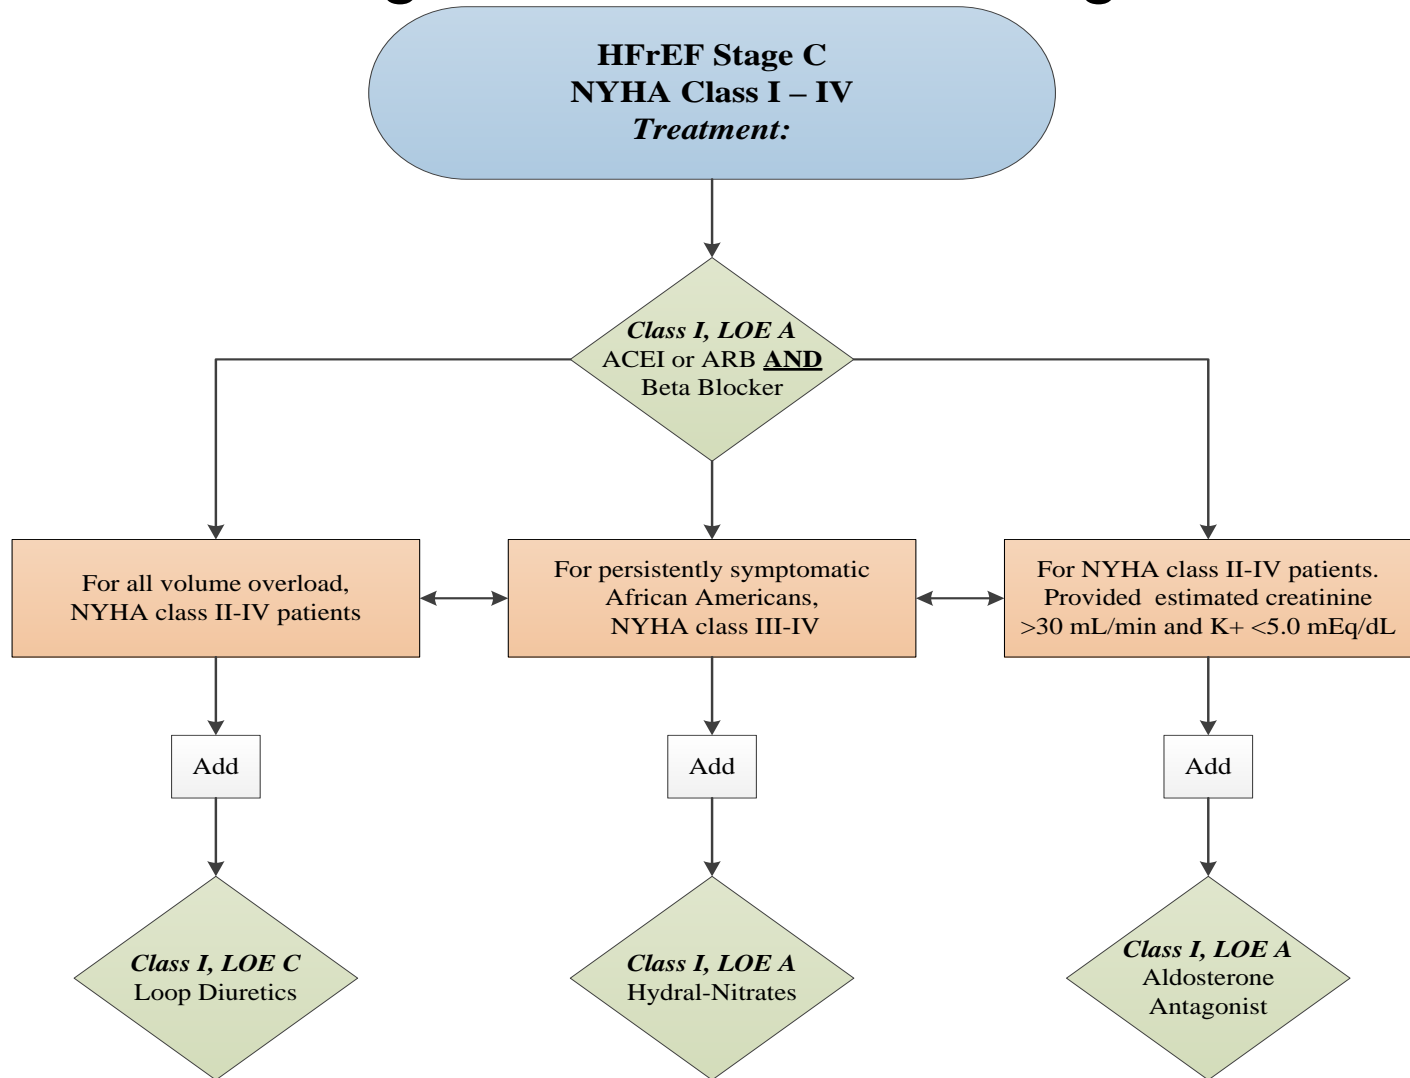 HFrEF Stage C
NYHA Class I – IV
Treatment:
Class I, LOE A
ACEI or ARB AND
Beta Blocker
For all volume overload,
NYHA class II-IV patients
For persistently symptomatic
African Americans,
NYHA class III-IV
For NYHA class II-IV patients.
Provided  estimated creatinine
>30 mL/min and K+ <5.0 mEq/dL
Add
Add
Add
Class I, LOE C
Loop Diuretics
Class I, LOE A
Hydral-Nitrates
Class I, LOE A
Aldosterone
Antagonist